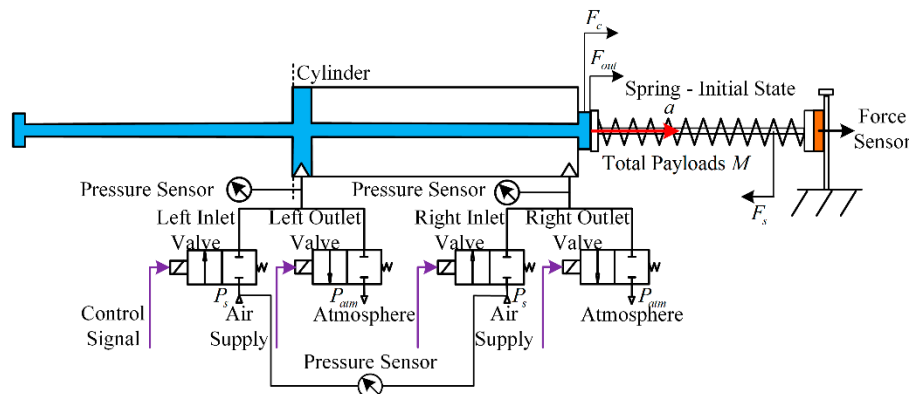 F_c
F_out
Cylinder
Spring - Initial State
a
Force
Sensor
Total Payloads M
Pressure Sensor
Pressure Sensor
F_s
Left Inlet
Valve
Left Outlet
Valve
Right Inlet
Valve
Right Outlet
Valve
P_s
P_atm
P_s
P_atm
Control
Signal
Air
Supply
Atmosphere
Air
Supply
Atmosphere
Pressure Sensor